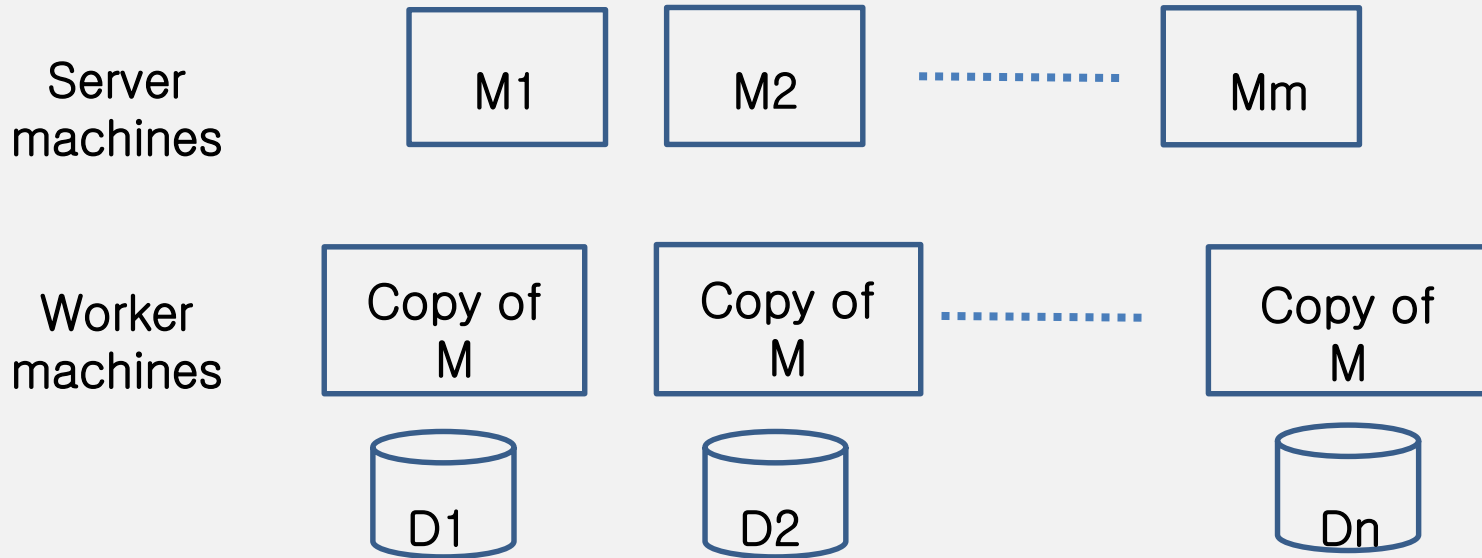 Server
machines
M1
M2
Mm
Worker
machines
Copy of
M
Copy of
M
Copy of
M
D1
D2
Dn